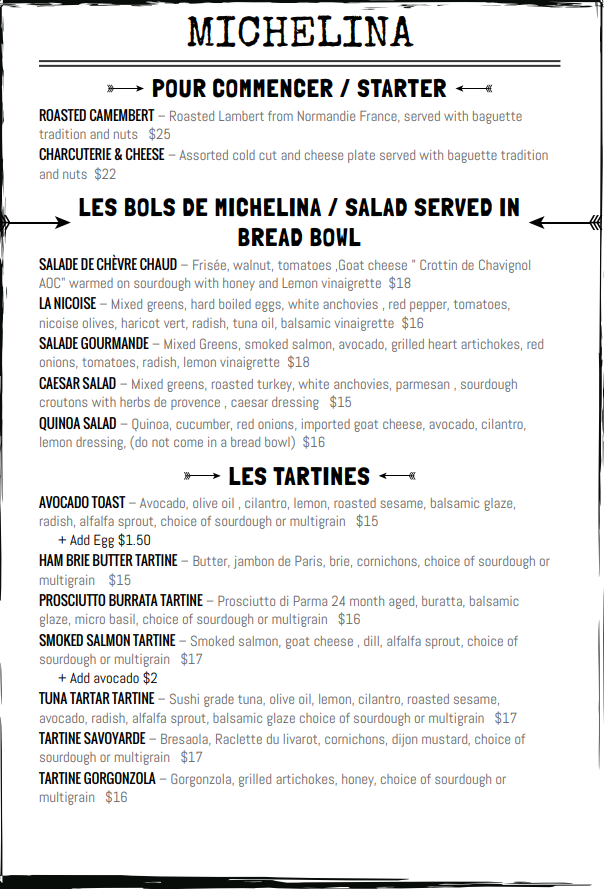 MICHELINA
POUR COMMENCER / STARTER
ROASTED CAMEMBERT – Roasted Lambert from Normandie France, served with baguette
tradition and nuts $25
CHARCUTERIE & CHEESE – Assorted cold cut and cheese plate served with baguette tradition
and nuts $22
LES BOLS DE MICHELINA / SALAD SERVED IN
BREAD BOWL
SALADE DE CHÈVRE CHAUD – Frisée, walnut, tomatoes ,Goat cheese " Crottin de Chavignol
AOC" warmed on sourdough with honey and Lemon vinaigrette $18
LA NICOISE – Mixed greens, hard boiled eggs, white anchovies , red pepper, tomatoes,
nicoise olives, haricot vert, radish, tuna oil, balsamic vinaigrette $16
SALADE GOURMANDE – Mixed Greens, smoked salmon, avocado, grilled heart artichokes, red
onions, tomatoes, radish, lemon vinaigrette $18
CAESAR SALAD – Mixed greens, roasted turkey, white anchovies, parmesan , sourdough
croutons with herbs de provence , caesar dressing $15
QUINOA SALAD – Quinoa, cucumber, red onions, imported goat cheese, avocado, cilantro,
lemon dressing, (do not come in a bread bowl) $16
LES TARTINES
AVOCADO TOAST – Avocado, olive oil , cilantro, lemon, roasted sesame, balsamic glaze,
radish, alfalfa sprout, choice of sourdough or multigrain $15
+ Add Egg $1.50
HAM BRIE BUTTER TARTINE – Butter, jambon de Paris, brie, cornichons, choice of sourdough or
multigrain $15
PROSCIUTTO BURRATA TARTINE – Prosciutto di Parma 24 month aged, buratta, balsamic
glaze, micro basil, choice of sourdough or multigrain $16
SMOKED SALMON TARTINE – Smoked salmon, goat cheese , dill, alfalfa sprout, choice of
sourdough or multigrain $17
+ Add avocado $2
TUNA TARTAR TARTINE – Sushi grade tuna, olive oil, lemon, cilantro, roasted sesame,
avocado, radish, alfalfa sprout, balsamic glaze choice of sourdough or multigrain $17
TARTINE SAVOYARDE – Bresaola, Raclette du livarot, cornichons, dijon mustard, choice of
sourdough or multigrain $17
TARTINE GORGONZOLA – Gorgonzola, grilled artichokes, honey, choice of sourdough or
multigrain $16